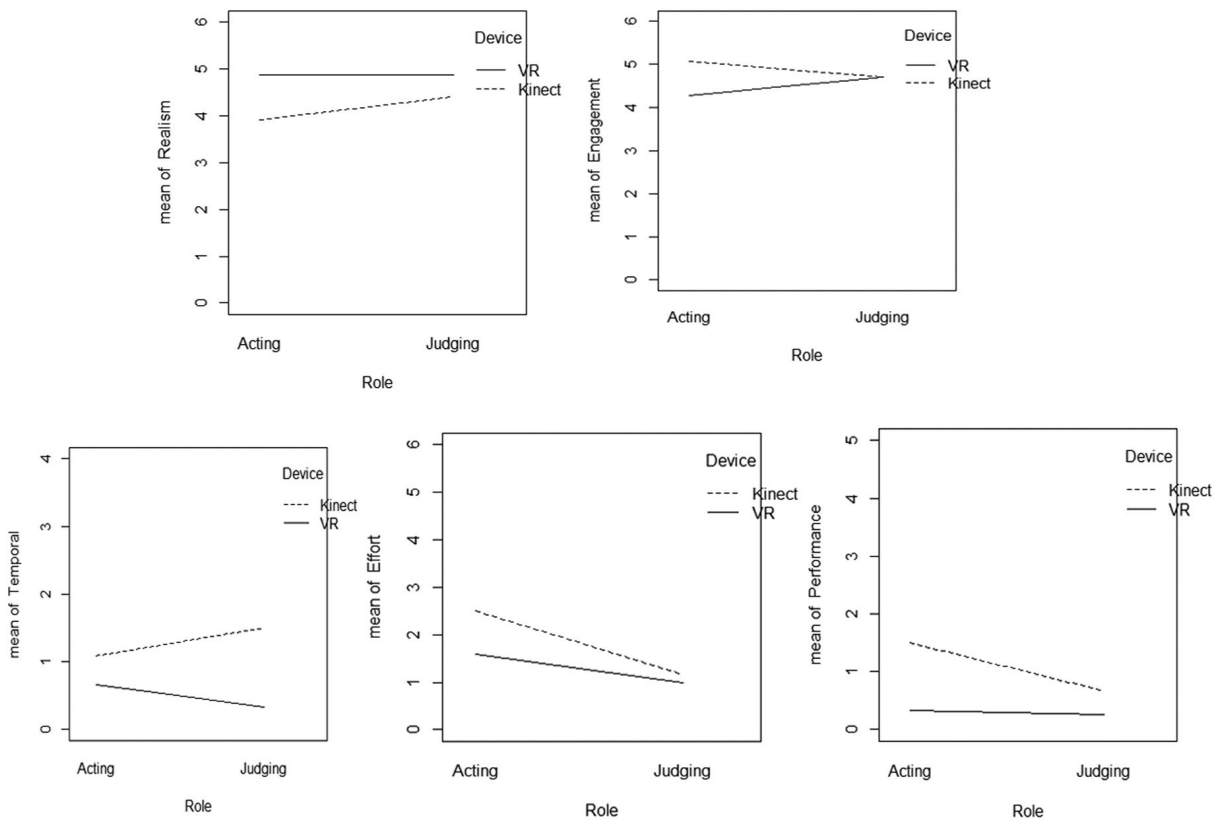 mean of Realism
6
5
4
3
2
1
0
Device
VR
Kinect
Acting
Judging
Role
mean of Engagement
6
5
4
3
2
1
0
Device
VR
Kinect
Acting
Judging
Role
mean of Temporal
4
3
2
1
0
Device
Kinect
VR
Acting
Judging
Role
mean of Effort
6
5
4
3
2
1
0
Device
Kinect
VR
Acting
Judging
Role
mean of Performance
5
4
3
2
1
0
Device
Kinect
VR
Acting
Judging
Role